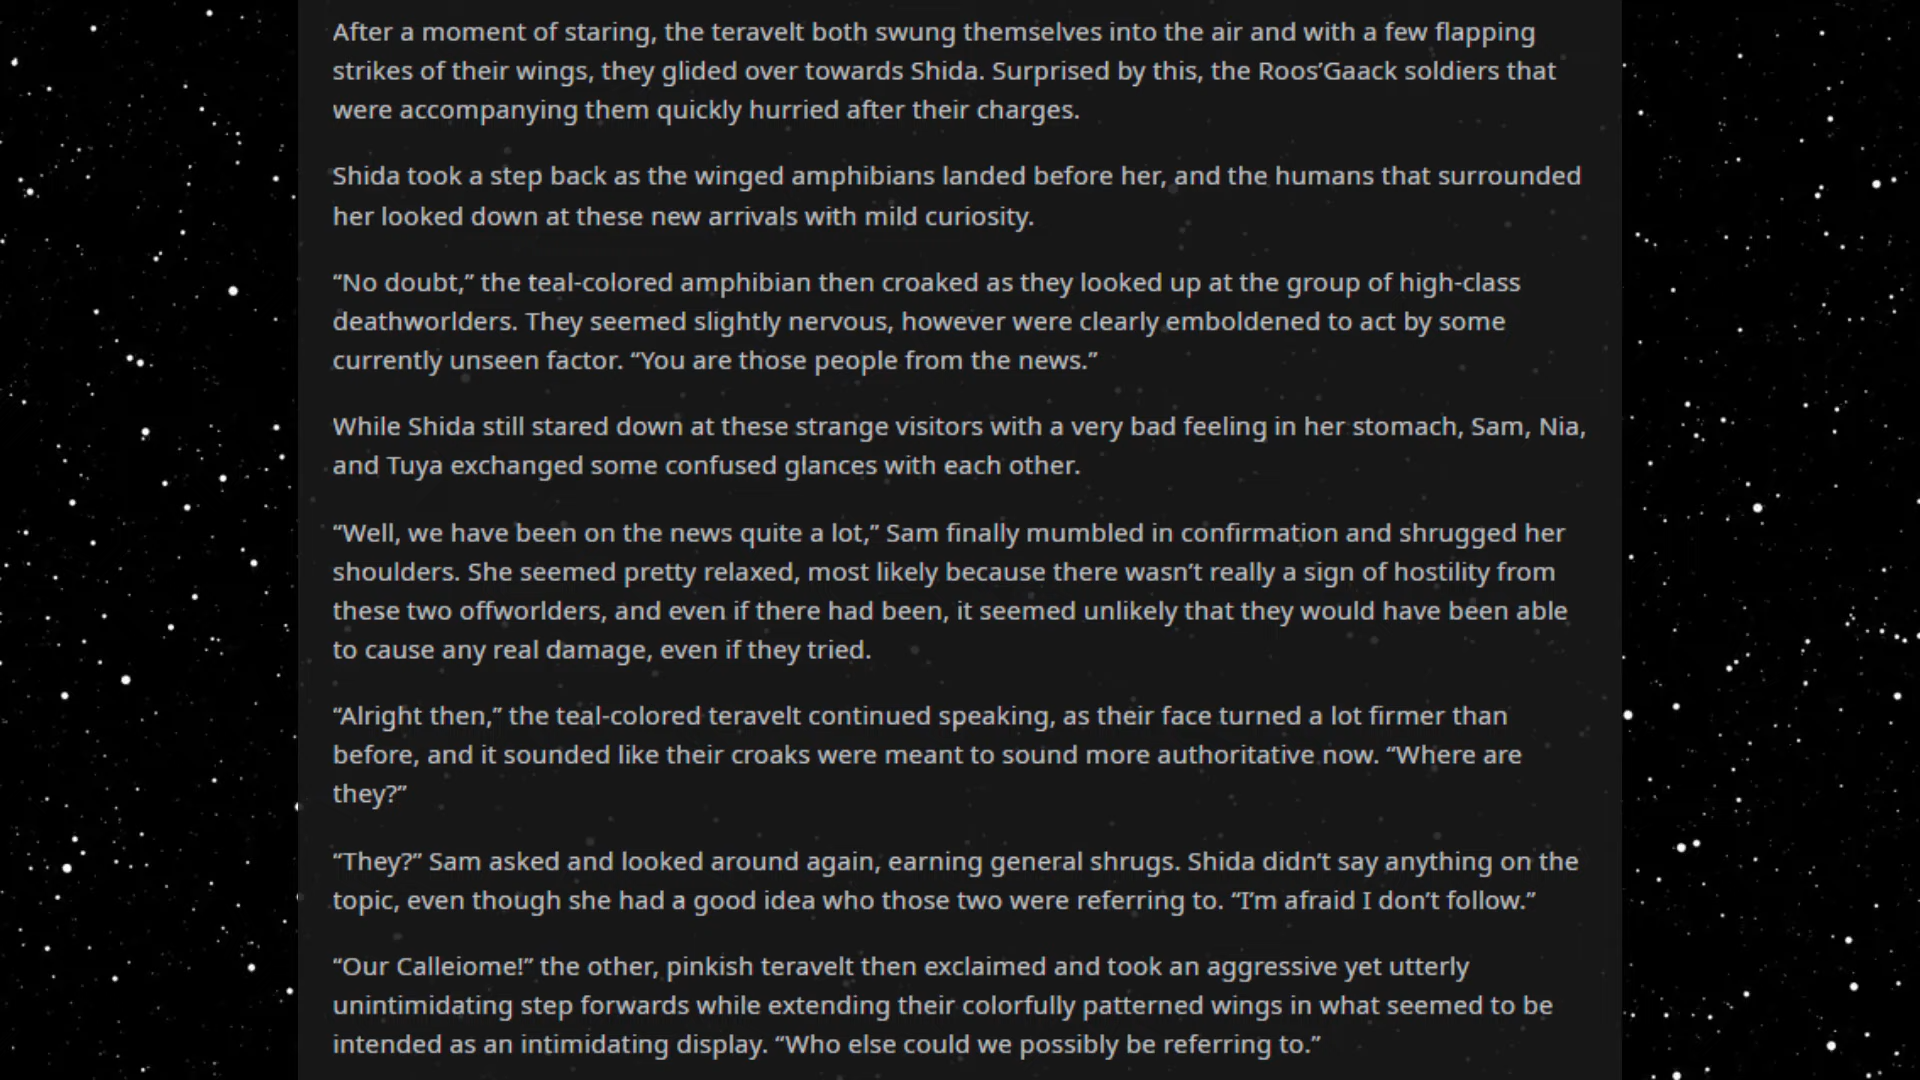 After a moment of staring, the teravelt both swung themselves into the air and with a few flapping
strikes of their wings, they glided over towards Shida. Surprised by this, the Roos’Gaack soldiers that
were accompanying them quickly hurried after their charges.
Shida took a step back as the winged amphibians landed before her, and the humans that surrounded
her looked down at these new arrivals with mild curiosity.
“No doubt,” the teal-colored amphibian then croaked as they looked up at the group of high-class
deathworlders. They seemed slightly nervous, however were clearly emboldened to act by some
currently unseen factor. “You are those people from the news.”
While Shida still stared down at these strange visitors with a very bad feeling in her stomach, Sam, Nia,
and Tuya exchanged some confused glances with each other.
“Well, we have been on the news quite a lot,” Sam finally mumbled in confirmation and shrugged her
shoulders. She seemed pretty relaxed, most likely because there wasn’t really a sign of hostility from
these two offworlders, and even if there had been, it seemed unlikely that they would have been able
to cause any real damage, even if they tried.
“Alright then,” the teal-colored teravelt continued speaking, as their face turned a lot firmer than
before, and it sounded like their croaks were meant to sound more authoritative now. “Where are
they?”
“They?” Sam asked and looked around again, earning general shrugs. Shida didn’t say anything on the
topic, even though she had a good idea who those two were referring to. “I’m afraid I don’t follow.”
“Our Calleiome!” the other, pinkish teravelt then exclaimed and took an aggressive yet utterly
unintimidating step forwards while extending their colorfully patterned wings in what seemed to be
intended as an intimidating display. “Who else could we possibly be referring to.”